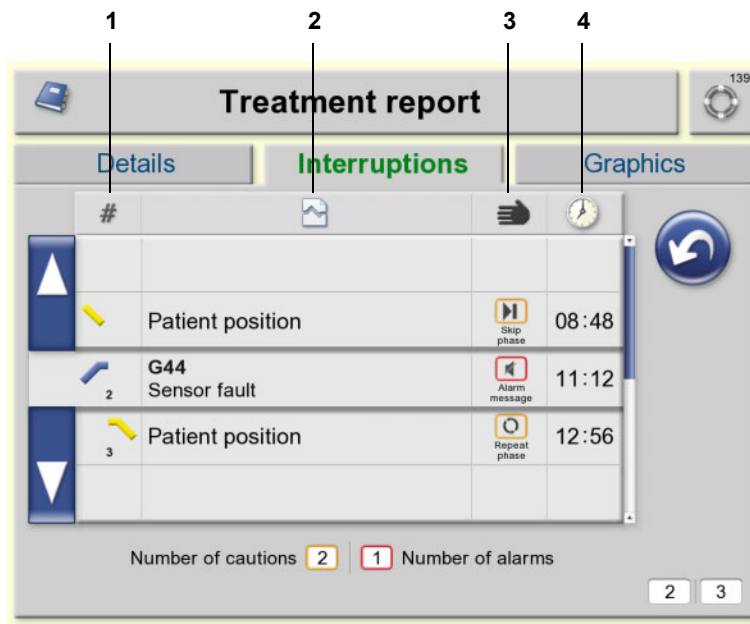 1 2 3 4
Treatment report
139
Details Interruptions Graphics
#
Patient position Skip phase 08:48
G44
2 Sensor fault Alarm message 11:12
3 Patient position Repeat phase 12:56
Number of cautions 2 1 Number of alarms
2 3